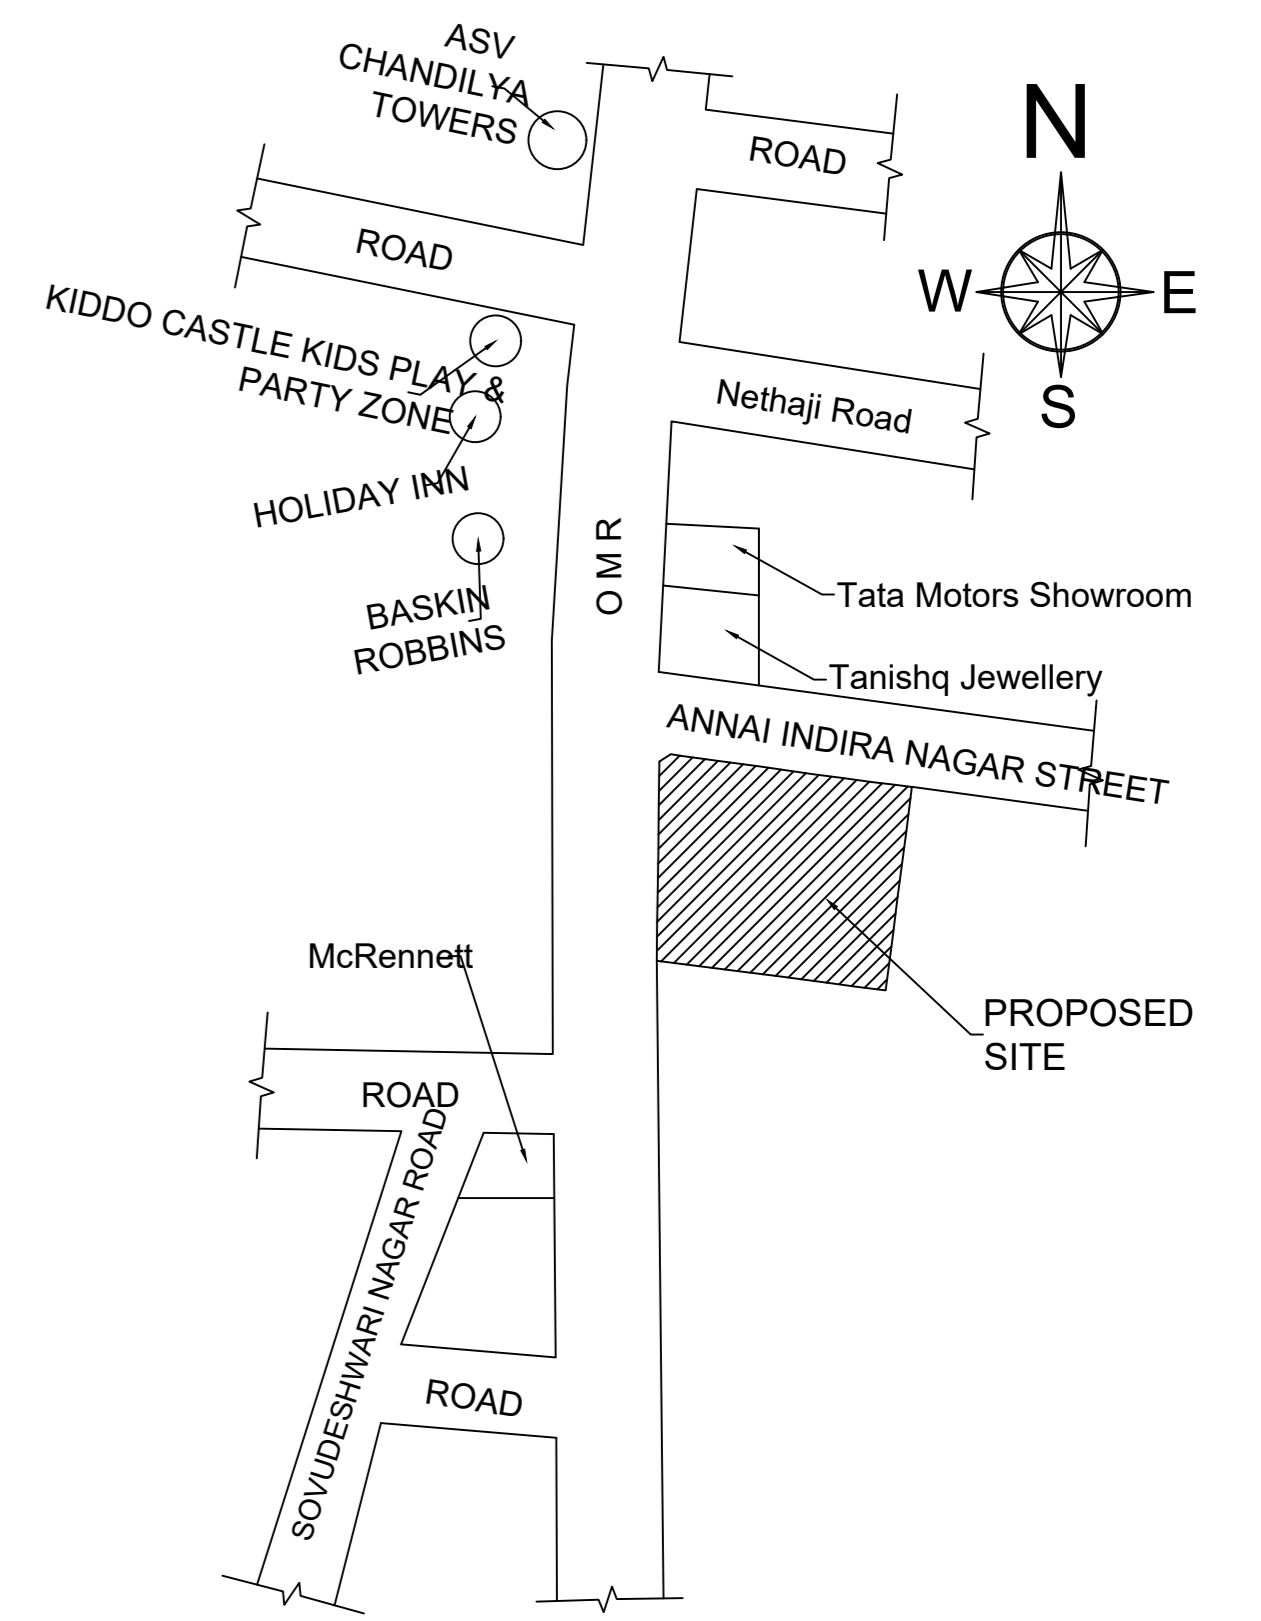 ASV
CHANDILYA
TOWERS
ROAD
N
ROAD
W
E
S
KIDDO CASTLE KIDS PLAY &
PARTY ZONE
Nethaji Road
HOLIDAY INN
OMR
BASKIN
ROBBINS
Tata Motors Showroom
Tanishq Jewellery
ANNAI INDIRA NAGAR STREET
McRennett
PROPOSED
SITE
ROAD
SOVUDESHWARI NAGAR ROAD
ROAD